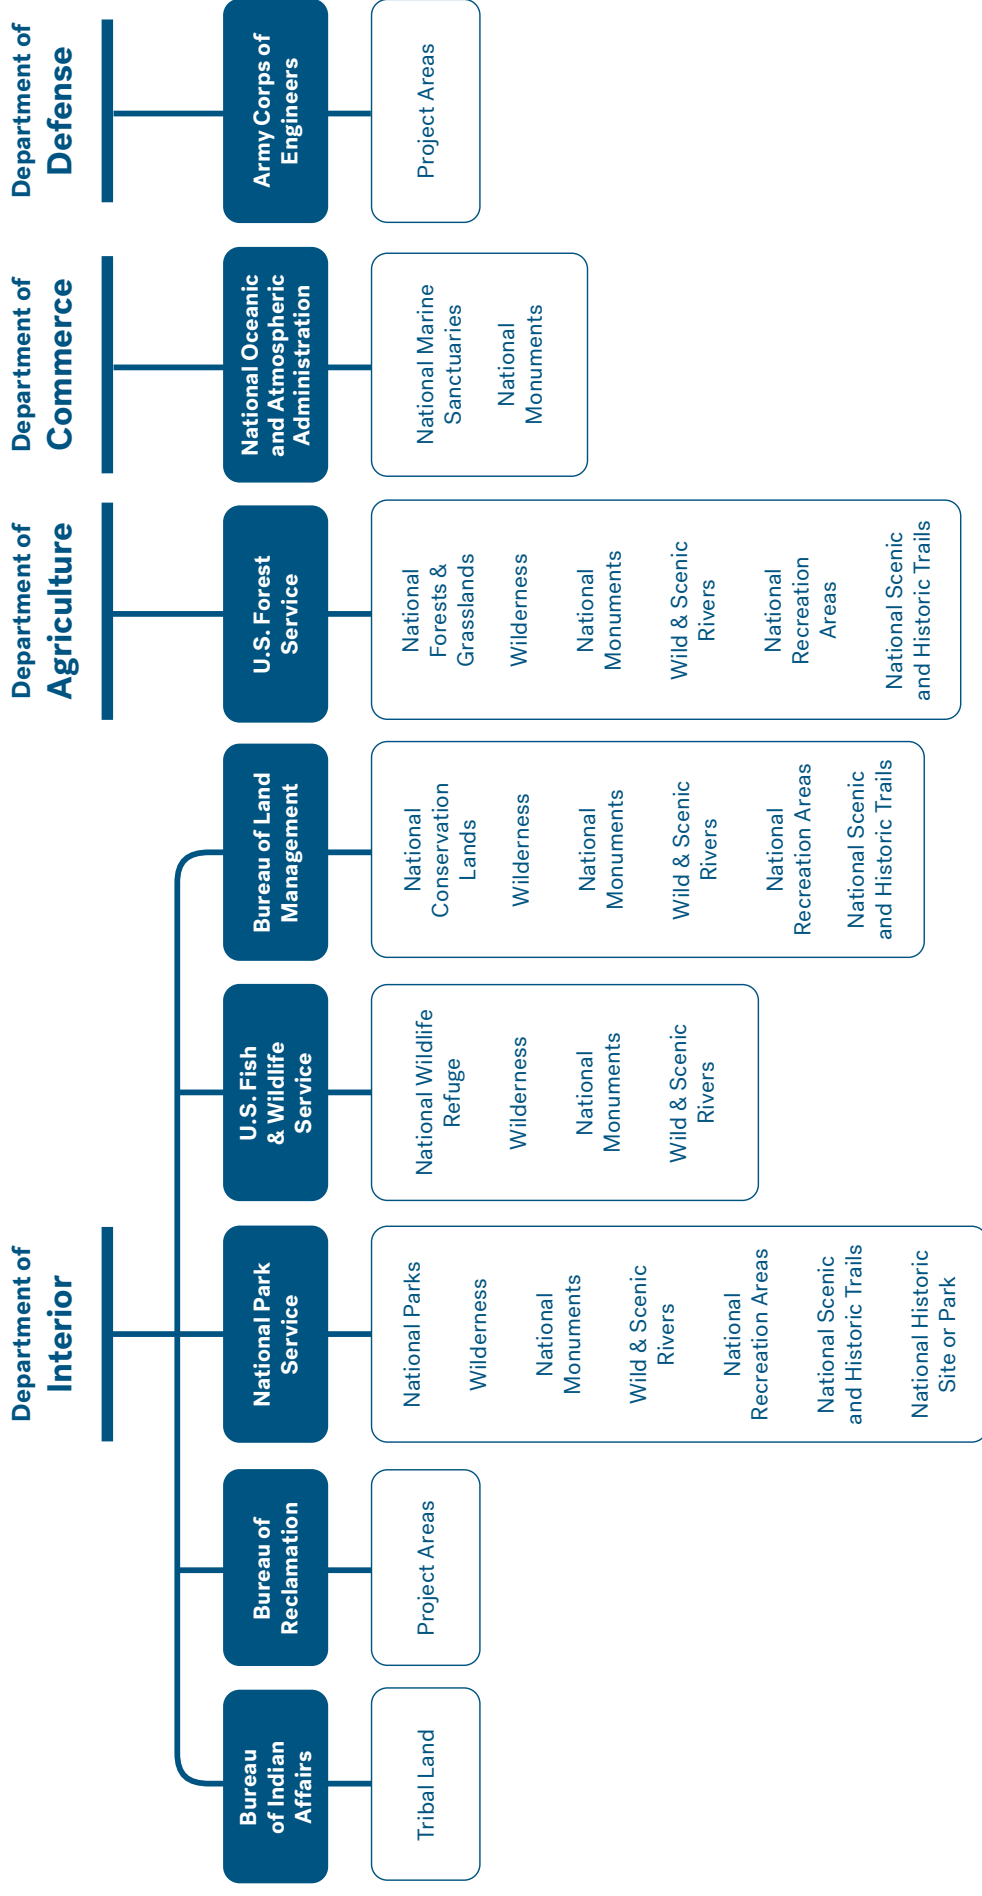 Department of
Interior
Bureau
of Indian
Affairs
Tribal Land
Bureau of
Reclamation
Project Areas
National Park
Service
National Parks
Wilderness
National
Monuments
Wild & Scenic
Rivers
National
Recreation Areas
National Scenic
and Historic Trails
National Historic
Site or Park
U.S. Fish
& Wildlife
Service
National Wildlife
Refuge
Wilderness
National
Monuments
Wild & Scenic
Rivers
Bureau of Land
Management
National
Conservation
Lands
Wilderness
National
Monuments
Wild & Scenic
Rivers
National
Recreation Areas
National Scenic
and Historic Trails
Department of
Agriculture
U.S. Forest
Service
National
Forests &
Grasslands
Wilderness
National
Monuments
Wild & Scenic
Rivers
National
Recreation
Areas
National Scenic
and Historic Trails
Department of
Commerce
National Oceanic
and Atmospheric
Administration
National Marine
Sanctuaries
National
Monuments
Department of
Defense
Army Corps of
Engineers
Project Areas